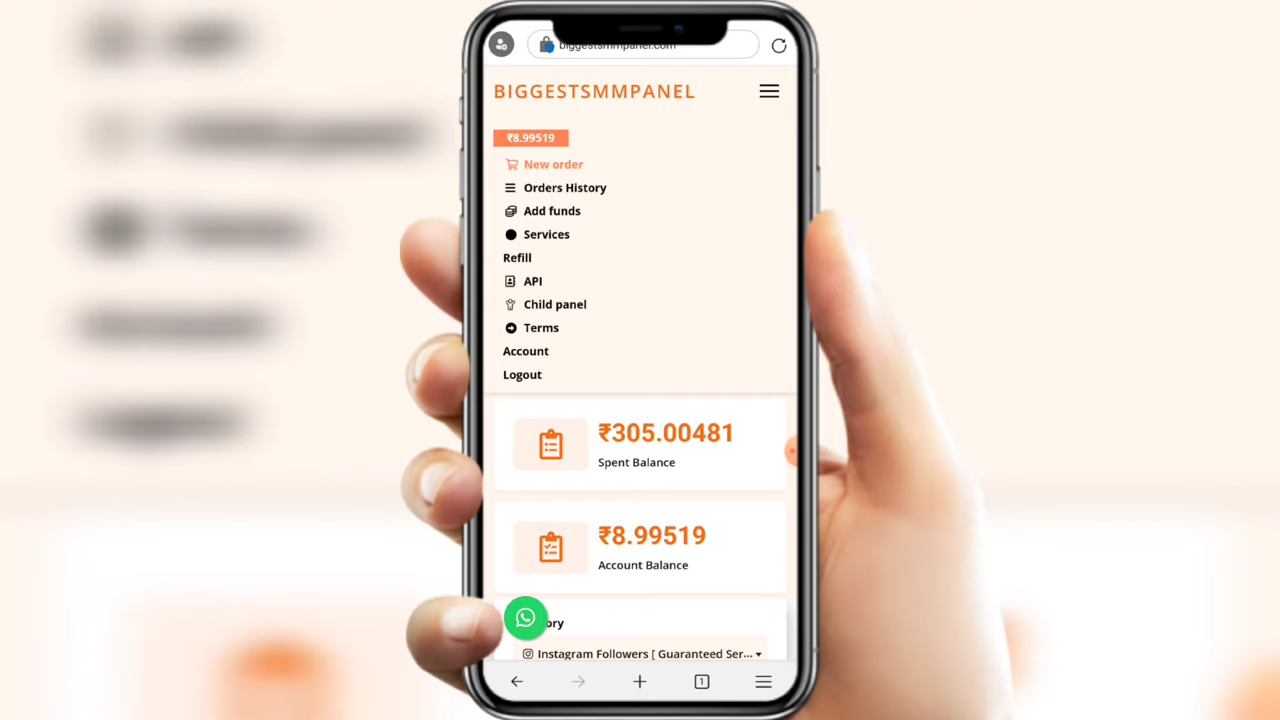 biggestsmmpanel.com
BIGGESTSMMPANEL
₹8.99519
New order
Orders History
Add funds
Services
Refill
API
Child panel
Terms
Account
Logout
₹305.00481
Spent Balance
₹8.99519
Account Balance
ory
Instagram Followers [ Guaranteed Ser...
1